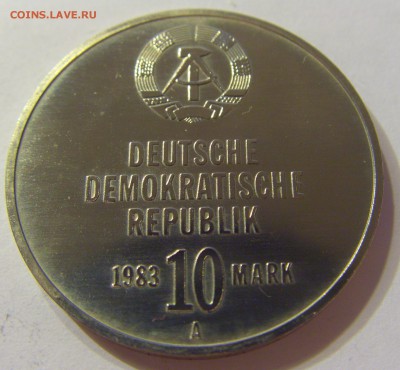 COINS.LAVE.RU
DEUTSCHE
DEMOKRATISCHE
REPUBLIK
1983 10 MARK
A